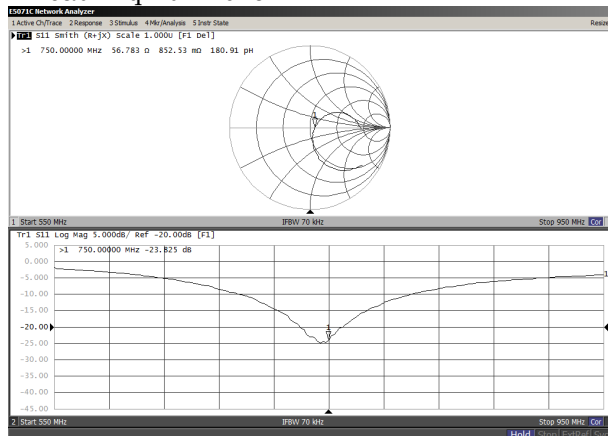 E5071C Network Analyzer
1 Active Ch/Trace 2 Response 3 Stimulus 4 Mkr/Analysis 5 Instr State
Resize
Tr1 S11 Smith (R+jX) Scale 1.000U [F1 Del]
>1 750.00000 MHz 56.783 Ω 852.53 mΩ 180.91 pH
1
1 Start 550 MHz IFBW 70 kHz Stop 950 MHz Cor
Tr1 S11 Log Mag 5.000dB/ Ref -20.00dB [F1]
5.000
>1 750.00000 MHz -23.825 dB
0.000
-5.000
1
-10.00
-15.00
-20.00
1
-25.00
-30.00
-35.00
-40.00
-45.00
2 Start 550 MHz IFBW 70 kHz Stop 950 MHz Cor
Hold Stop ExtRef